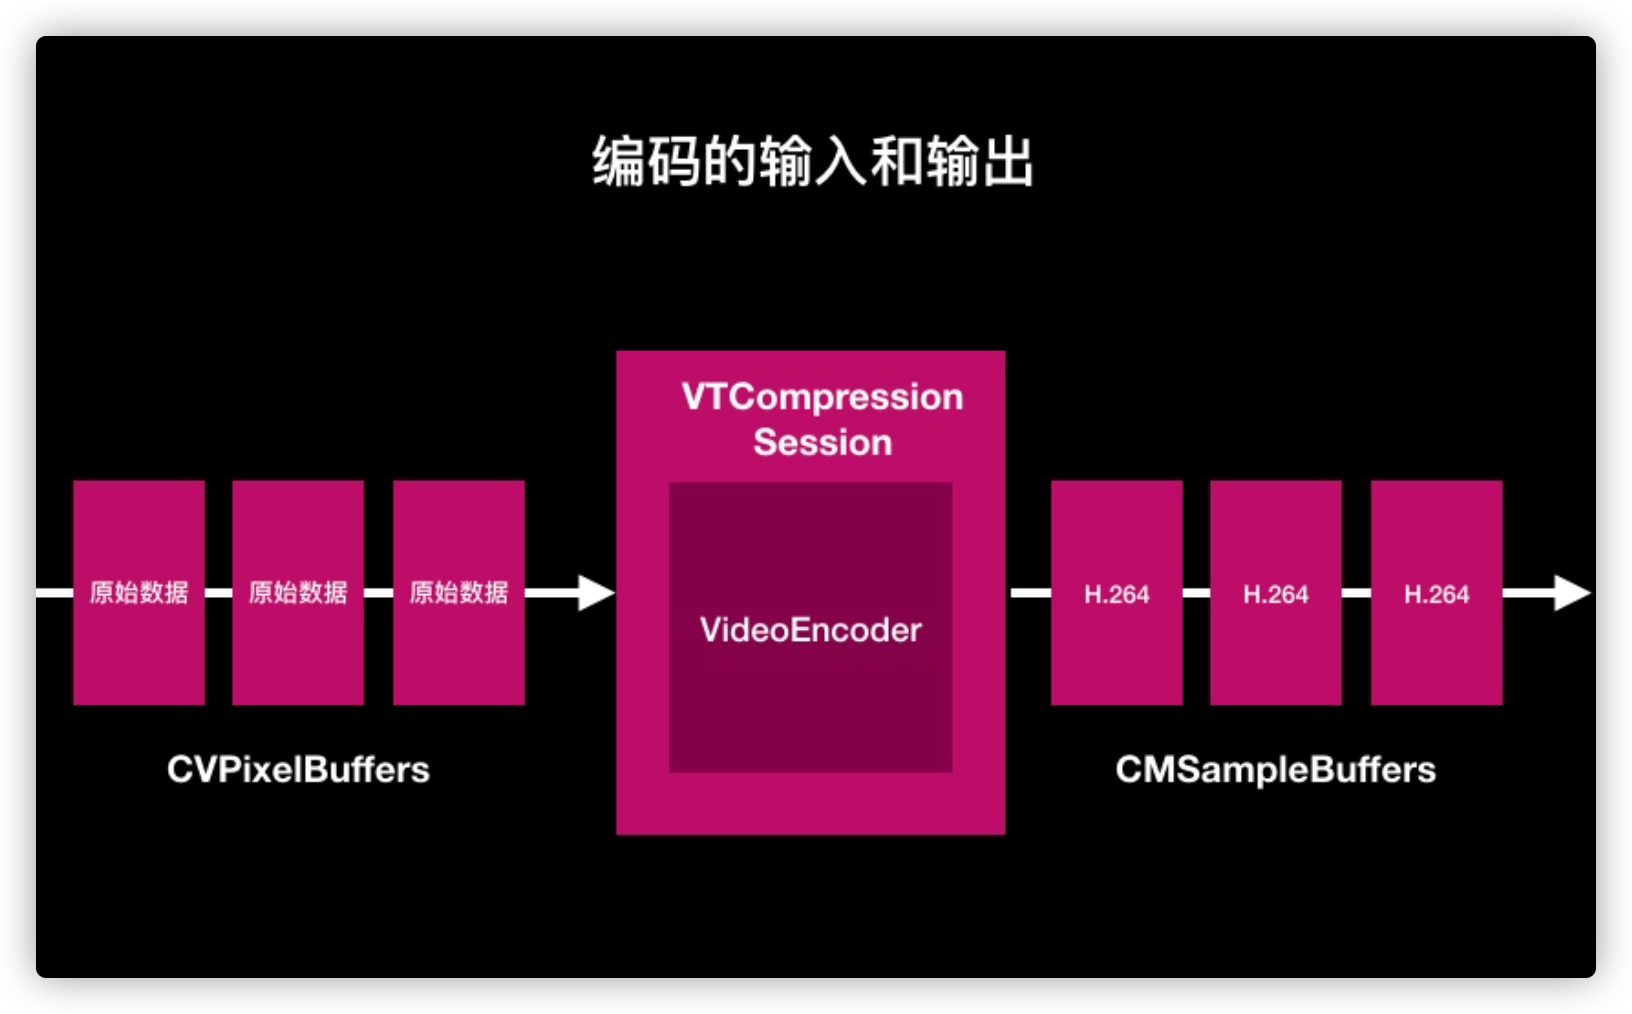 编码的输入和输出
VTCompression
Session
原始数据
原始数据
原始数据
VideoEncoder
H.264
H.264
H.264
CVPixelBuffers
CMSampleBuffers